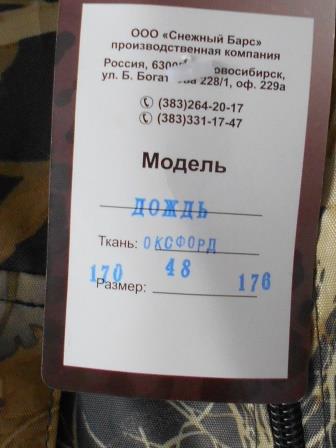 ООО «Снежный Барс»
производственная компания
Россия,
ул. Б. 228/1, оф. 229а
(383)264-20-17
(383)331-17-47
Модель
ДОЖДЬ
Ткань: ОКСФОРД
170 48 176
Размер: